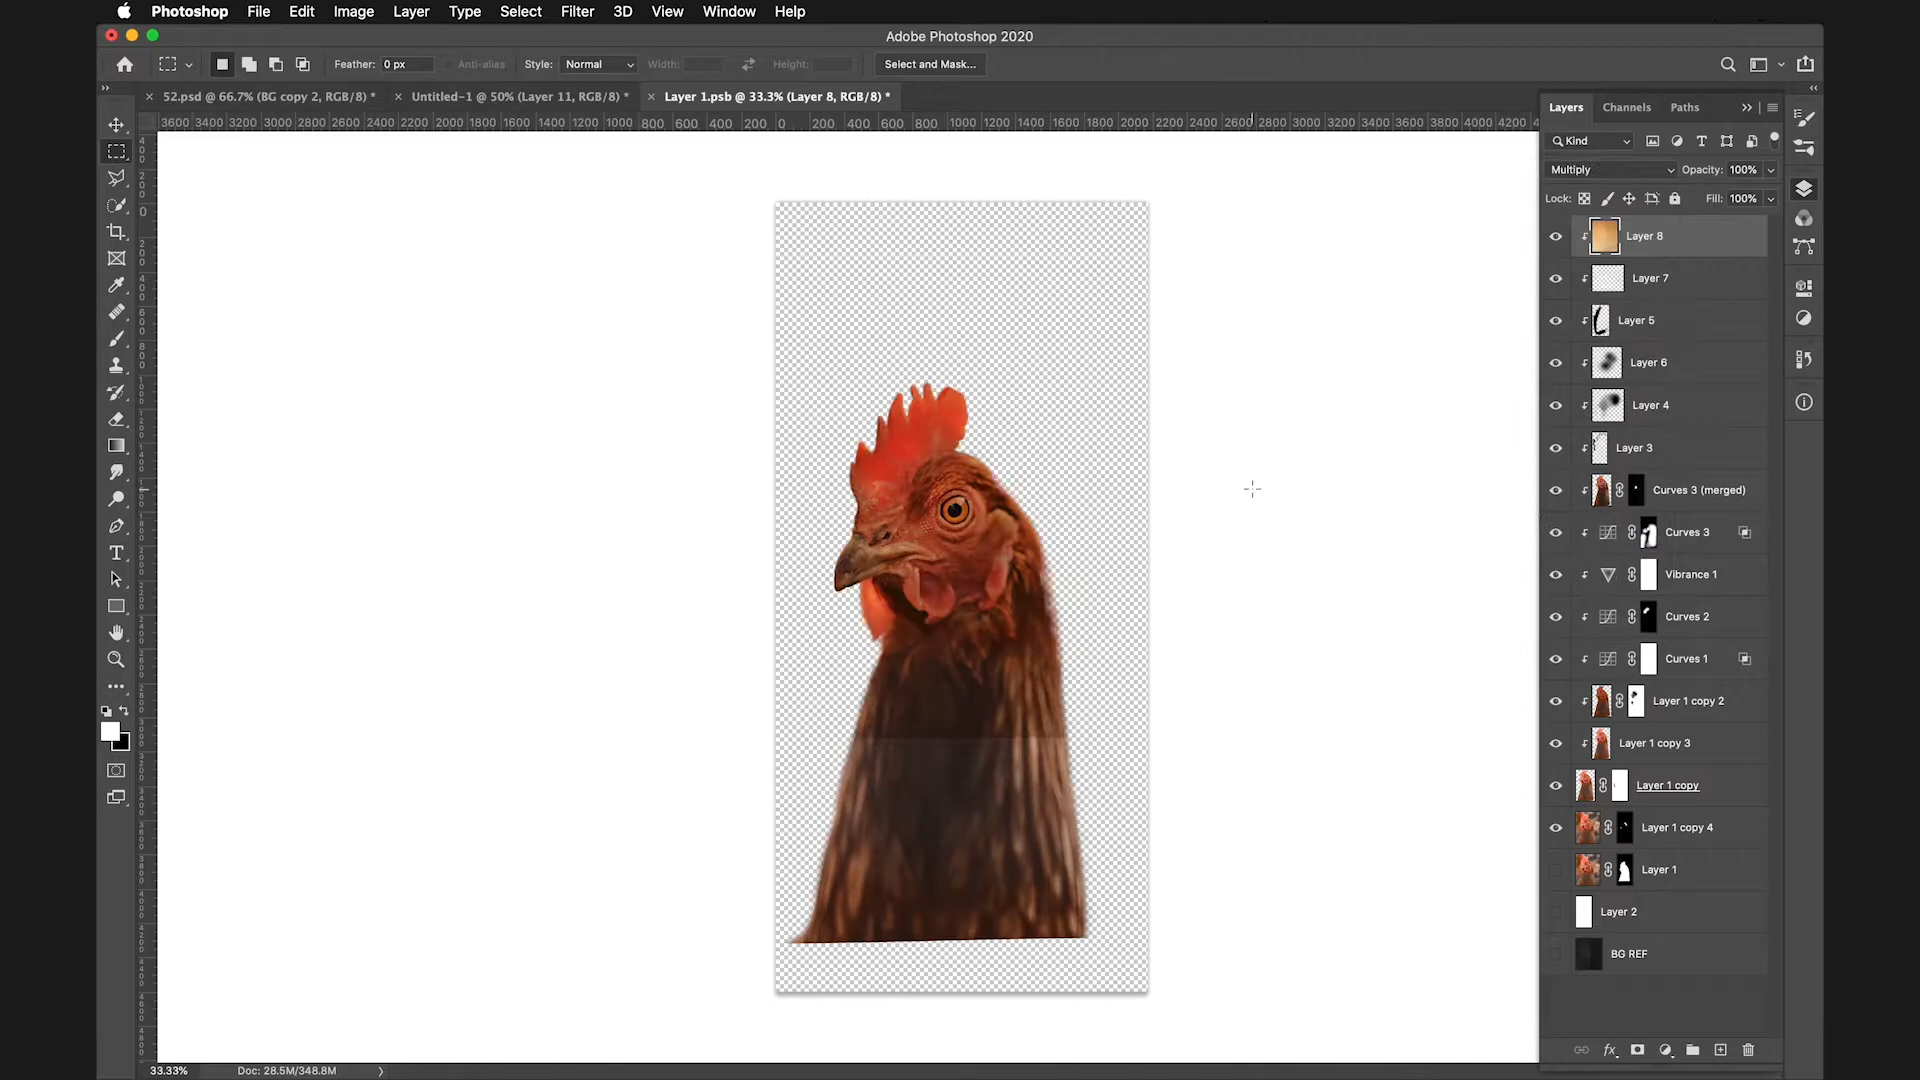 Photoshop File Edit Image Layer Type Select Filter 3D View Window Help
Adobe Photoshop 2020
Feather: 0 px Anti-alias Style: Normal Width: Height: Select and Mask...
52.psd @ 66.7% (BG copy 2, RGB/8) * Untitled-1 @ 50% (Layer 11, RGB/8) * Layer 1.psb @ 33.3% (Layer 8, RGB/8) *
3600 3400 3200 3000 2800 2600 2400 2200 2000 1800 1600 1400 1200 1000 800 600 400 200 0 200 400 600 800 1000 1200 1400 1600 1800 2000 2200 2400 2600 2800 3000 3200 3400 3600 3800 4000 4200
Layers Channels Paths
Kind
Multiply Opacity: 100%
Lock: Fill: 100%
Layer 8
Layer 7
Layer 5
Layer 6
Layer 4
Layer 3
Curves 3 (merged)
Curves 3
Vibrance 1
Curves 2
Curves 1
Layer 1 copy 2
Layer 1 copy 3
Layer 1 copy
Layer 1 copy 4
Layer 1
Layer 2
BG REF
fx
33.33% Doc: 28.5M/348.8M